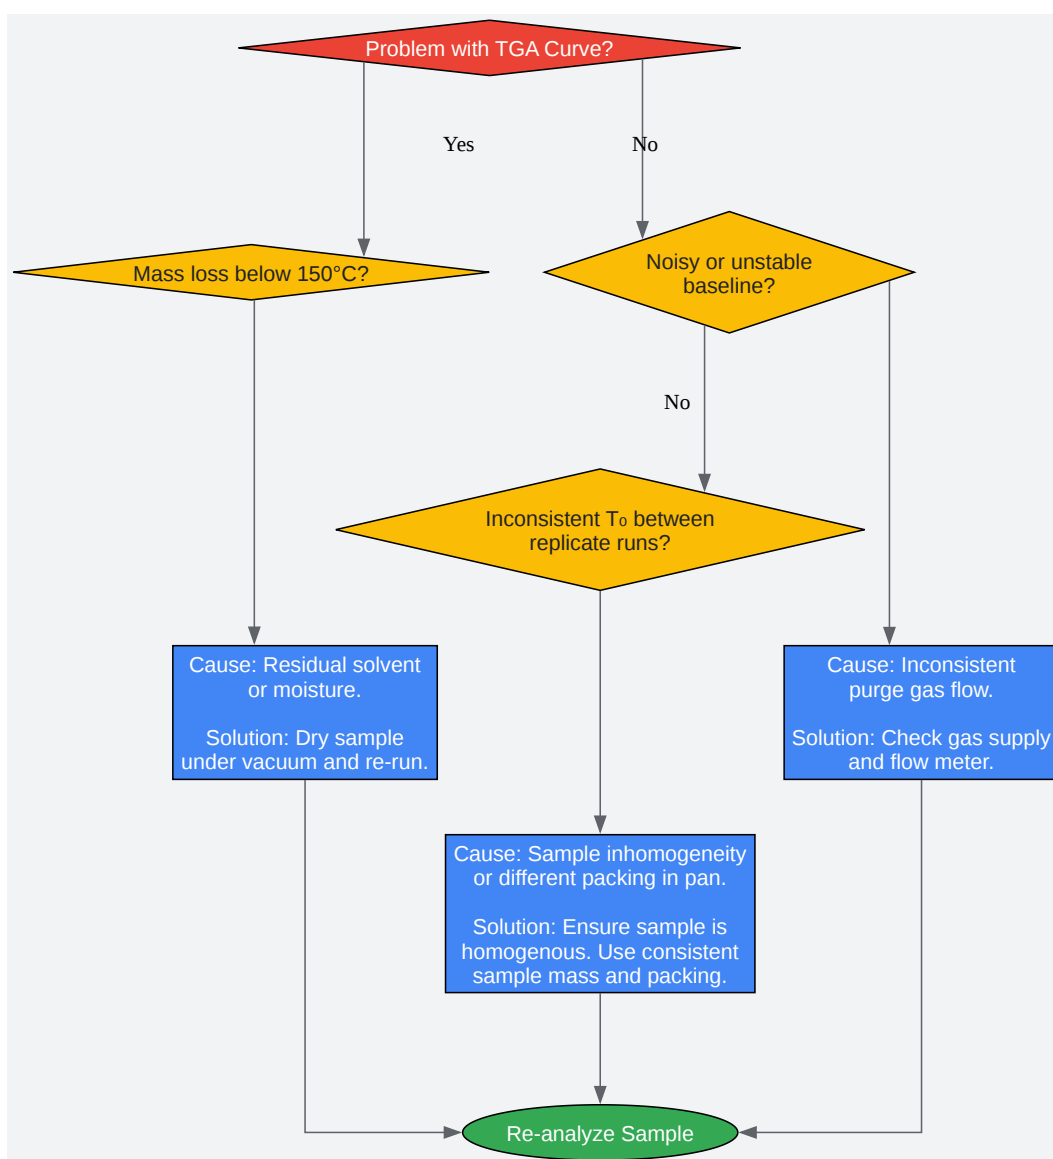 Problem with TGA Curve?
Yes
No
Mass loss below 150°C?
Noisy or unstable
baseline?
No
Inconsistent T₀ between
replicate runs?
Cause: Residual solvent
or moisture.
Solution: Dry sample
under vacuum and re-run.
Cause: Inconsistent
purge gas flow.
Solution: Check gas supply
and flow meter.
Cause: Sample inhomogeneity
or different packing in pan.
Solution: Ensure sample is
homogenous. Use consistent
sample mass and packing.
Re-analyze Sample